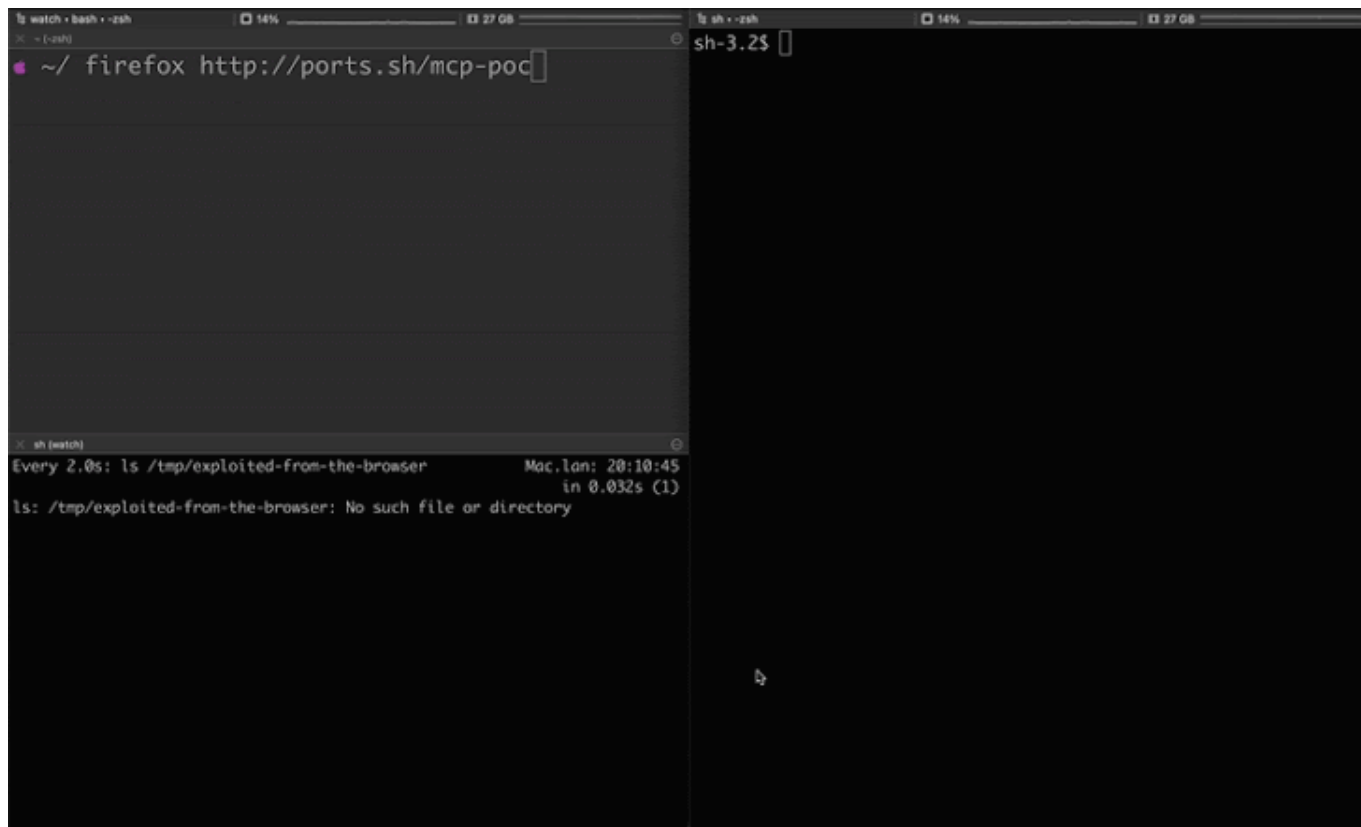 watch • bash • -zsh
14%
27 GB
~ (-zsh)
~/ firefox http://ports.sh/mcp-poc
sh (watch)
Every 2.0s: ls /tmp/exploited-from-the-browser Mac.lan: 20:10:45
in 0.032s (1)
ls: /tmp/exploited-from-the-browser: No such file or directory
sh • -zsh
14%
27 GB
sh-3.2$